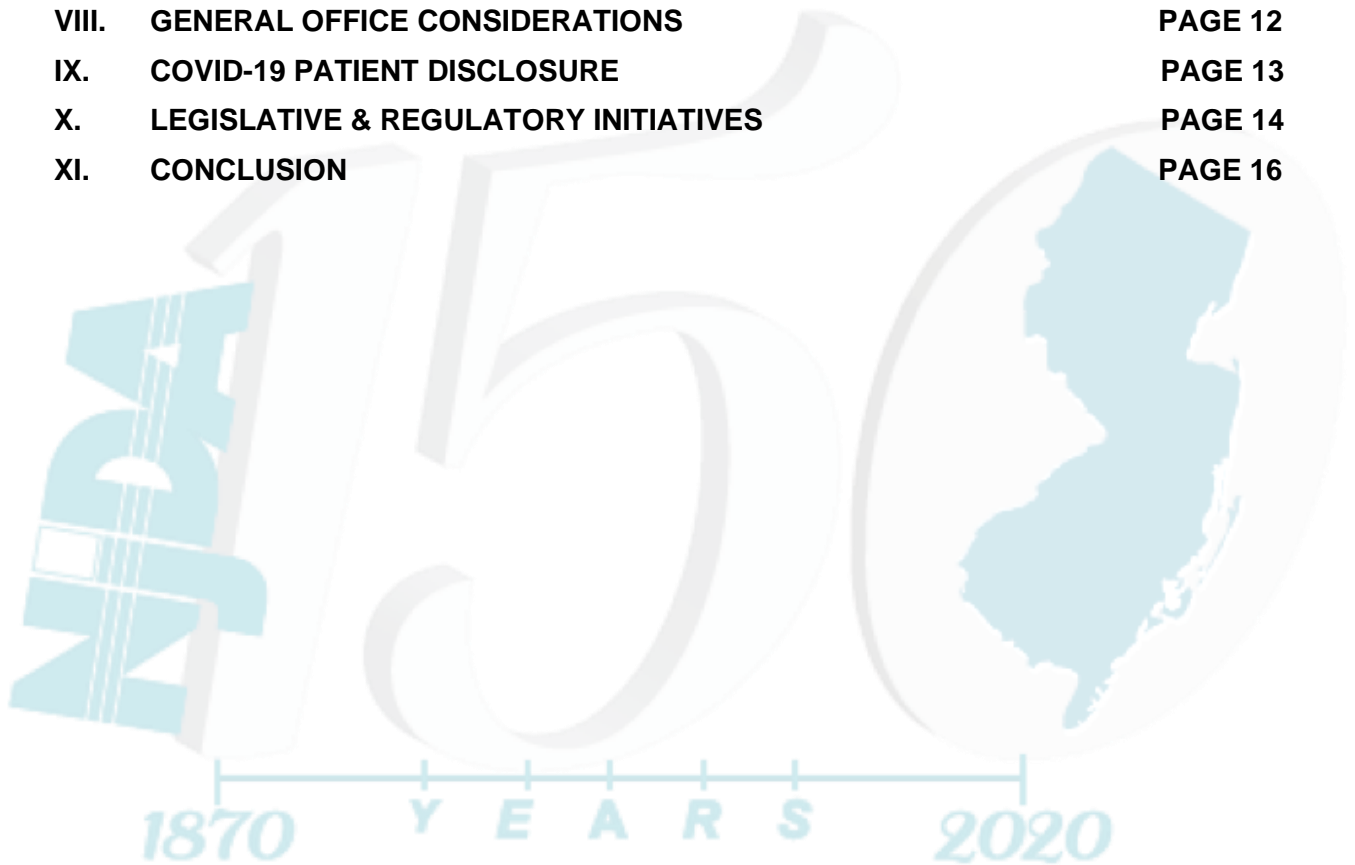 VIII. GENERAL OFFICE CONSIDERATIONS PAGE 12
IX. COVID-19 PATIENT DISCLOSURE PAGE 13
X. LEGISLATIVE & REGULATORY INITIATIVES PAGE 14
XI. CONCLUSION PAGE 16
NJDA
150
YEARS
1870 2020